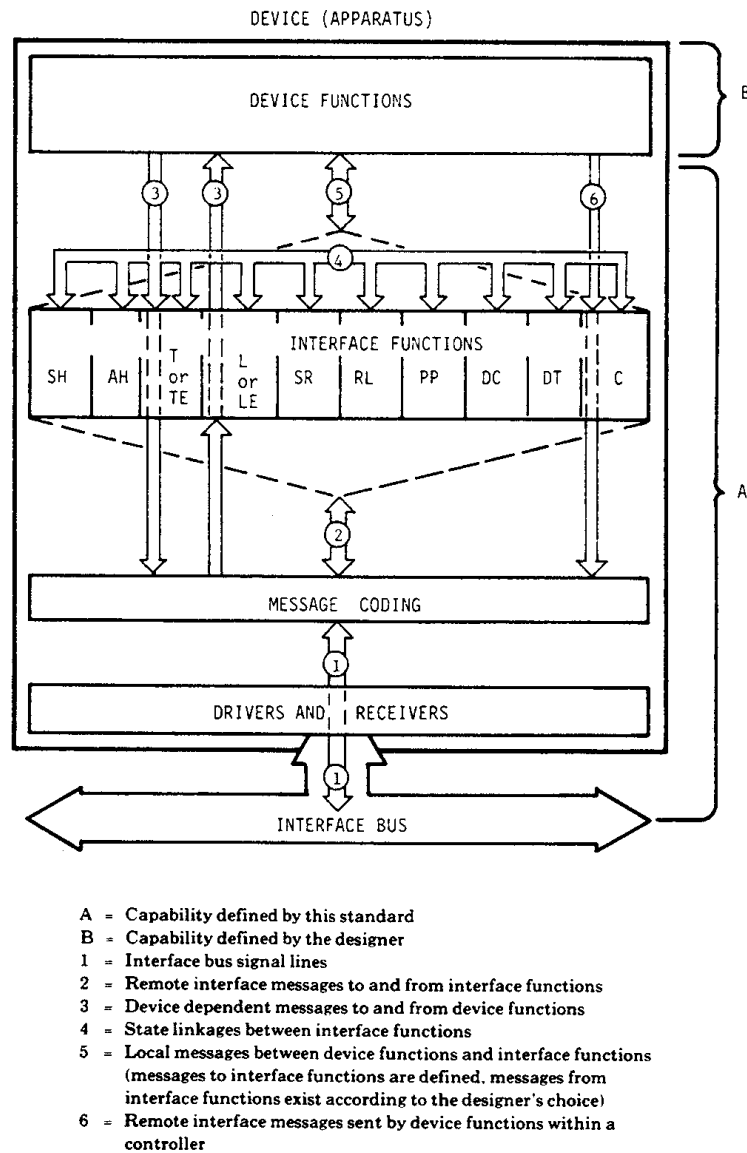 DEVICE (APPARATUS)
B
DEVICE FUNCTIONS
3
3
5
6
4
INTERFACE FUNCTIONS
SH
AH
T
or
TE
L
or
LE
SR
RL
PP
DC
DT
C
A
2
MESSAGE CODING
1
DRIVERS AND RECEIVERS
1
INTERFACE BUS
A = Capability defined by this standard
B = Capability defined by the designer
1 = Interface bus signal lines
2 = Remote interface messages to and from interface functions
3 = Device dependent messages to and from device functions
4 = State linkages between interface functions
5 = Local messages between device functions and interface functions
(messages to interface functions are defined, messages from
interface functions exist according to the designer's choice)
6 = Remote interface messages sent by device functions within a
controller